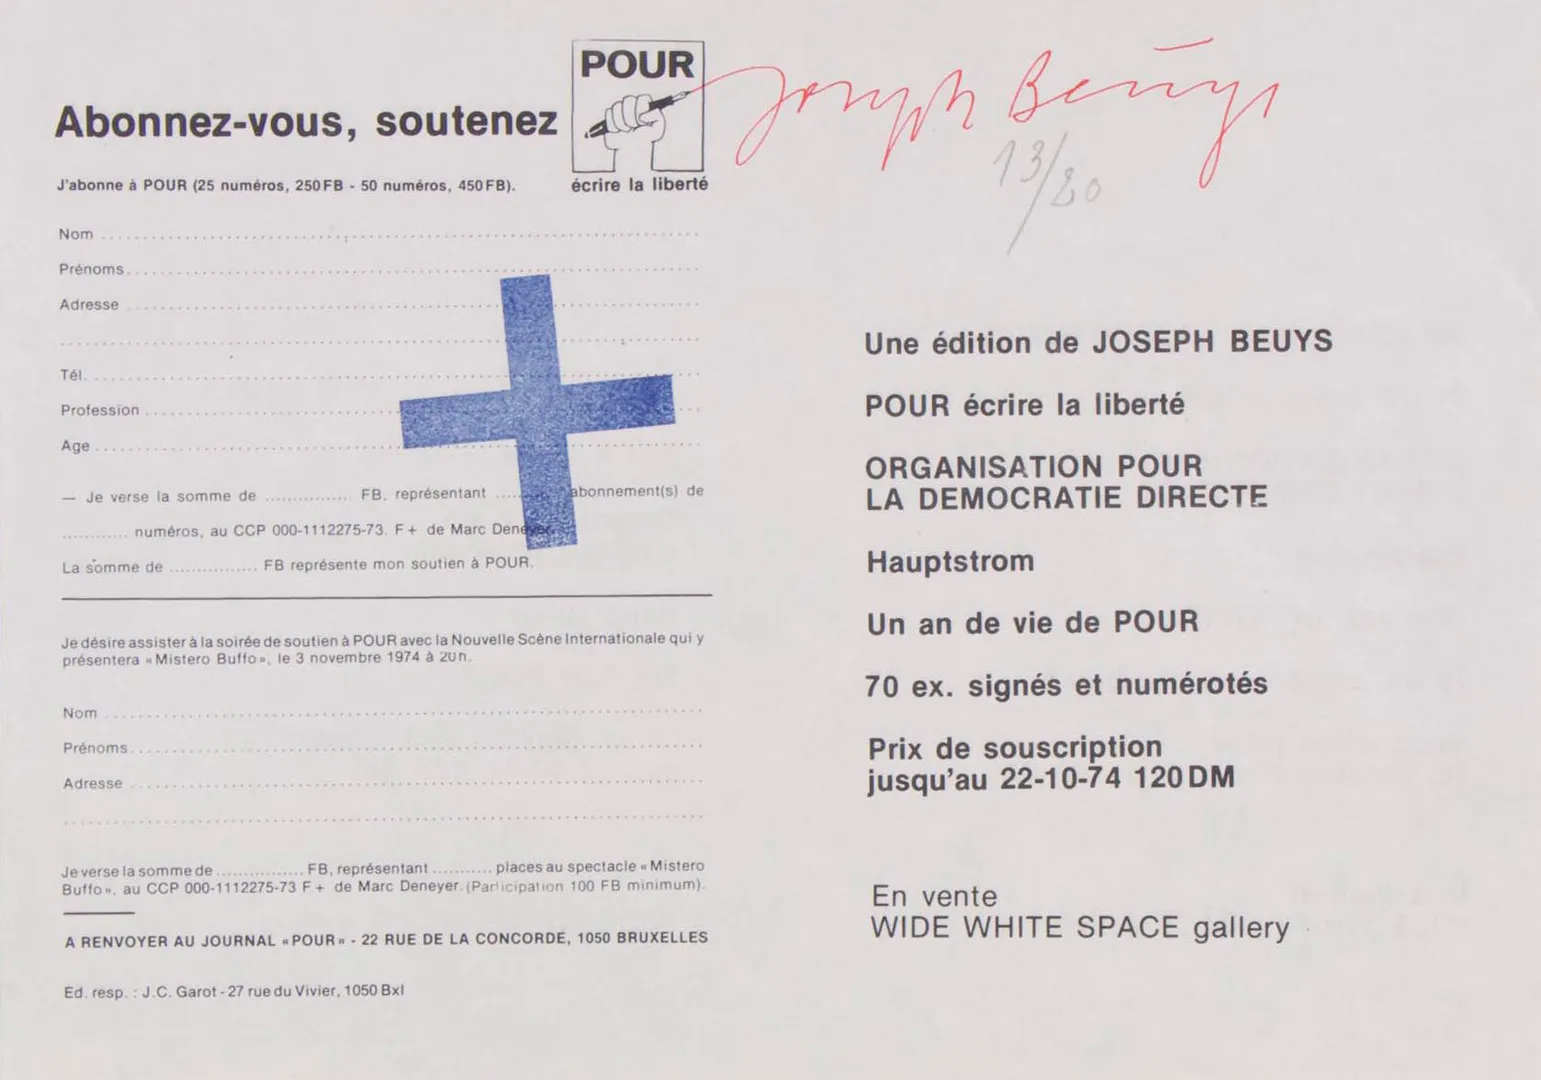 POUR
Abonnez-vous, soutenez
J'abonne à POUR (25 numéros, 250 FB - 50 numéros, 450 FB).
écrire la liberté
Nom
Prénoms
Adresse
Tél.
Profession
Age
— Je verse la somme de ............... FB, représentant ............ abonnement(s) de
............ numéros, au CCP 000-1112275-73. F+ de Marc Deneyer.
La somme de ................ FB représente mon soutien à POUR.
Je désire assister à la soirée de soutien à POUR avec la Nouvelle Scène Internationale qui y
présentera «Mistero Buffo», le 3 novembre 1974 à 20h.
Nom
Prénoms
Adresse
Je verse la somme de ................ FB, représentant ........... places au spectacle «Mistero
Buffo», au CCP 000-1112275-73 F+ de Marc Deneyer. (Participation 100 FB minimum).
A RENVOYER AU JOURNAL «POUR» - 22 RUE DE LA CONCORDE, 1050 BRUXELLES
Ed. resp. : J.C. Garot - 27 rue du Vivier, 1050 Bxl
Joseph Beuys
13/80
Une édition de JOSEPH BEUYS
POUR écrire la liberté
ORGANISATION POUR
LA DEMOCRATIE DIRECTE
Hauptstrom
Un an de vie de POUR
70 ex. signés et numérotés
Prix de souscription
jusqu'au 22-10-74 120 DM
En vente
WIDE WHITE SPACE gallery